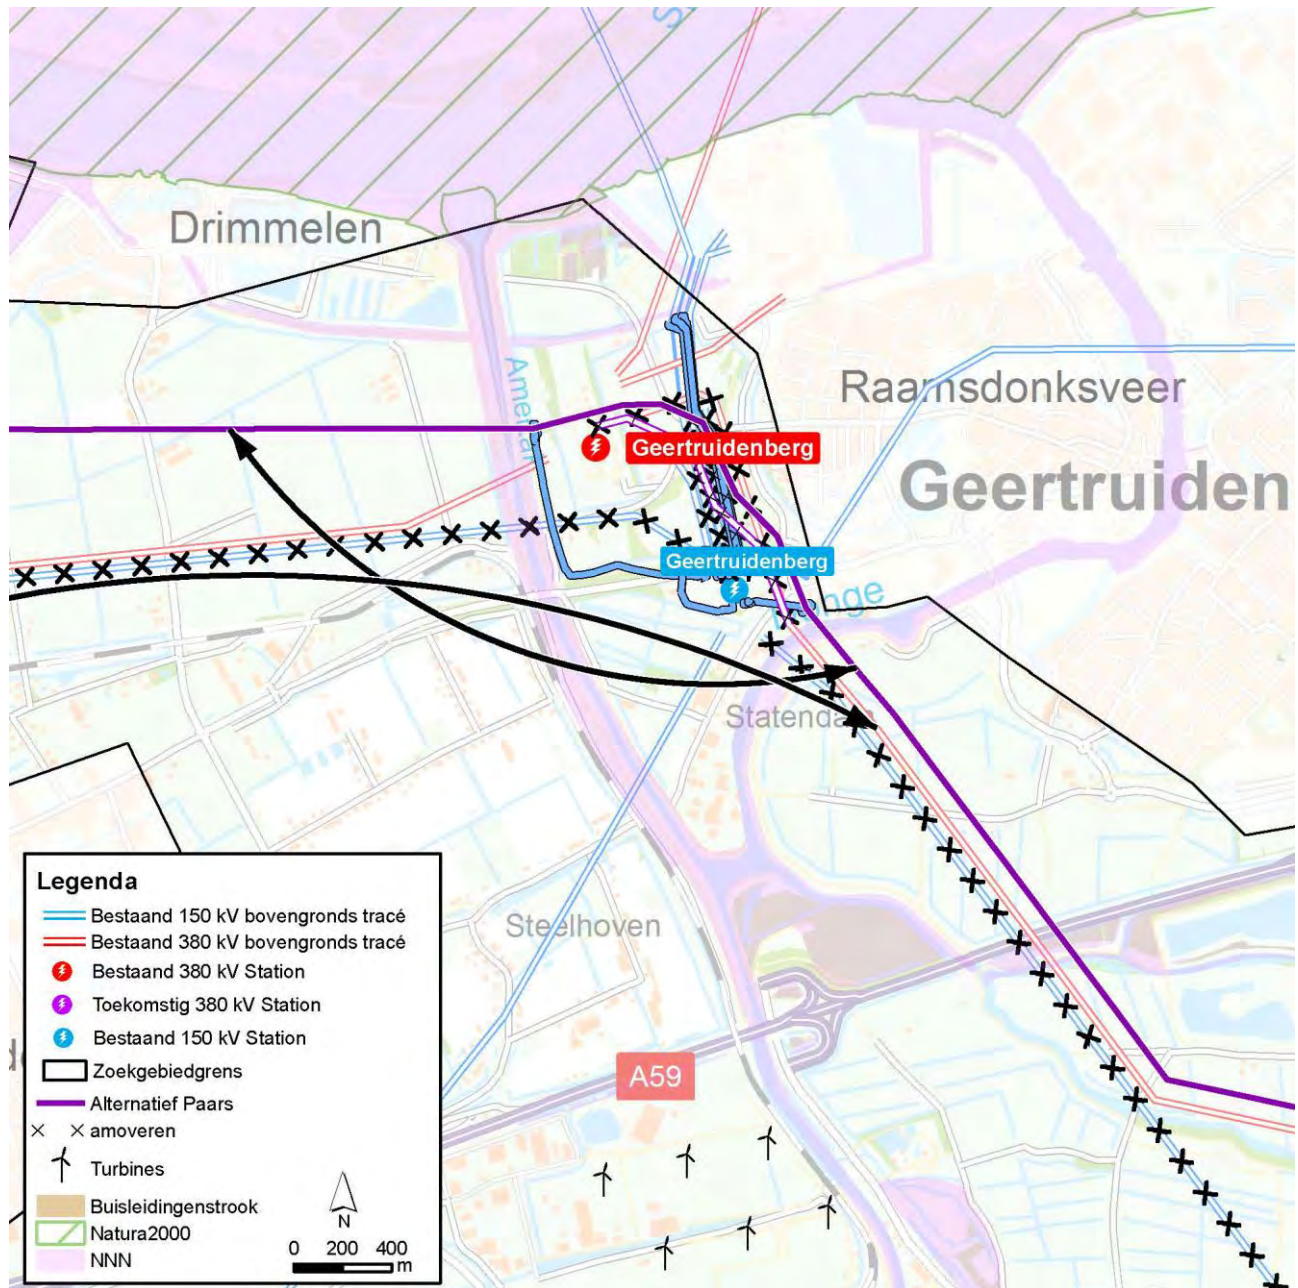 Drimmelen
Amertak
Raamsdonksveer
Geertruidenberg
Geertruiden
Geertruidenberg
nge
Statendam
Steelhoven
A59
Legenda
Bestaand 150 kV bovengronds tracé
Bestaand 380 kV bovengronds tracé
Bestaand 380 kV Station
Toekomstig 380 kV Station
Bestaand 150 kV Station
Zoekgebiedgrens
Alternatief Paars
amoveren
Turbines
Buisleidingenstrook
Natura2000
NNN
N
0 200 400
m